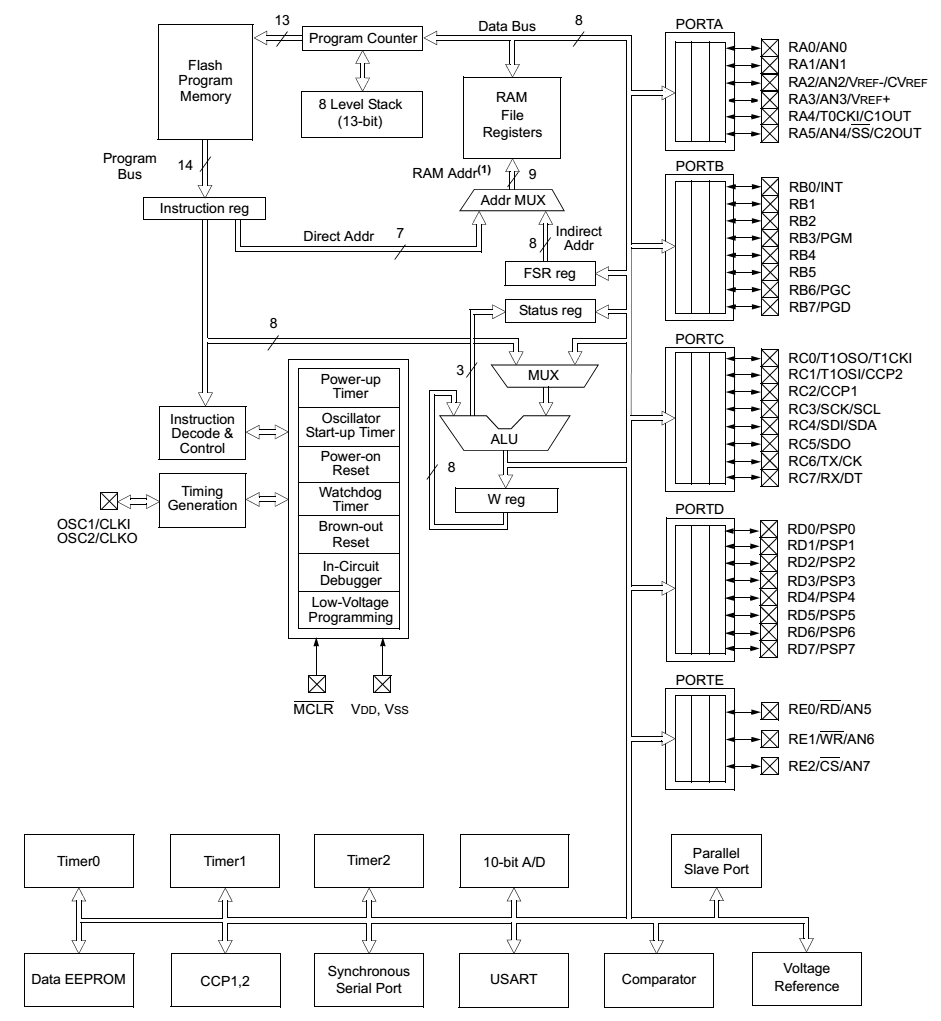 13
Program Counter
Data Bus
8
PORTA
Flash
Program
Memory
8 Level Stack
(13-bit)
RAM
File
Registers
RA0/AN0
RA1/AN1
RA2/AN2/VREF-/CVREF
RA3/AN3/VREF+
RA4/T0CKI/C1OUT
RA5/AN4/SS/C2OUT
Program
Bus
14
RAM Addr(1)
9
PORTB
Instruction reg
Addr MUX
RB0/INT
RB1
RB2
RB3/PGM
RB4
RB5
RB6/PGC
RB7/PGD
Direct Addr
7
8
Indirect
Addr
FSR reg
Status reg
8
3
MUX
PORTC
RC0/T1OSO/T1CKI
RC1/T1OSI/CCP2
RC2/CCP1
RC3/SCK/SCL
RC4/SDI/SDA
RC5/SDO
RC6/TX/CK
RC7/RX/DT
Power-up
Timer
Oscillator
Start-up Timer
Power-on
Reset
Watchdog
Timer
Brown-out
Reset
In-Circuit
Debugger
Low-Voltage
Programming
Instruction
Decode &
Control
ALU
8
W reg
Timing
Generation
OSC1/CLKI
OSC2/CLKO
PORTD
RD0/PSP0
RD1/PSP1
RD2/PSP2
RD3/PSP3
RD4/PSP4
RD5/PSP5
RD6/PSP6
RD7/PSP7
MCLR
VDD, VSS
PORTE
RE0/RD/AN5
RE1/WR/AN6
RE2/CS/AN7
Timer0
Timer1
Timer2
10-bit A/D
Parallel
Slave Port
Data EEPROM
CCP1,2
Synchronous
Serial Port
USART
Comparator
Voltage
Reference